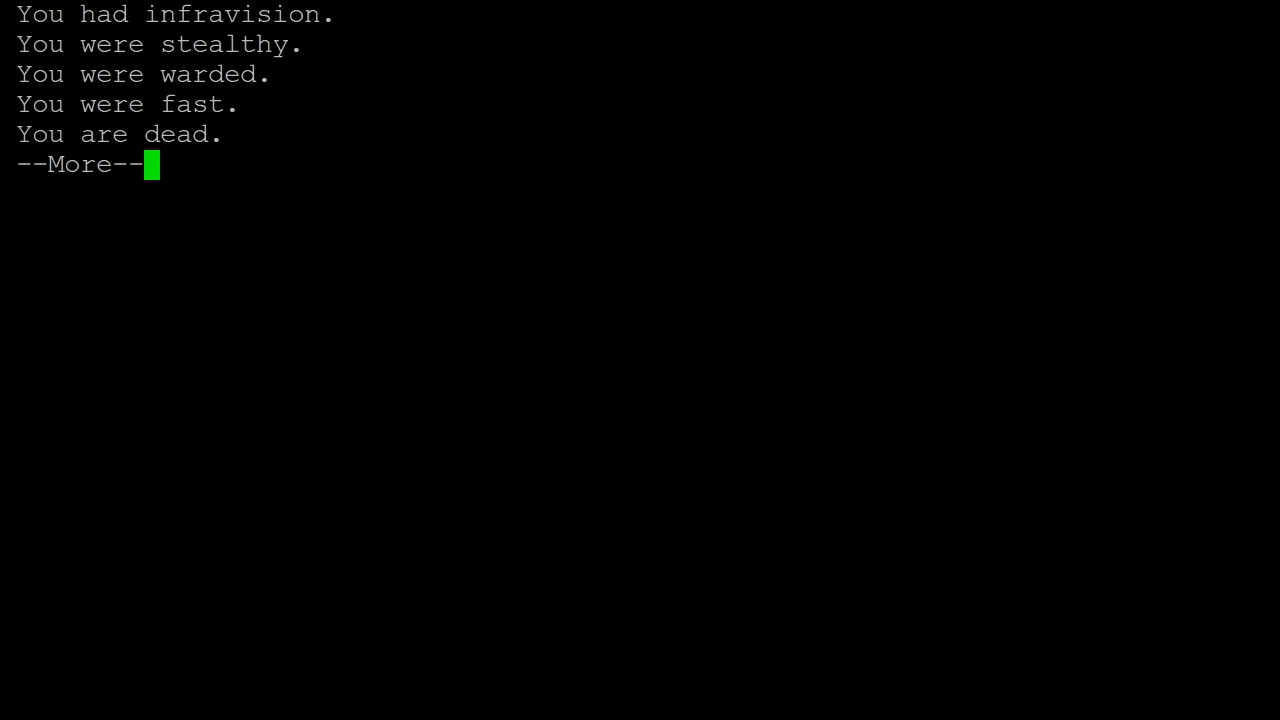 You had infravision.
You were stealthy.
You were warded.
You were fast.
You are dead.
--More--